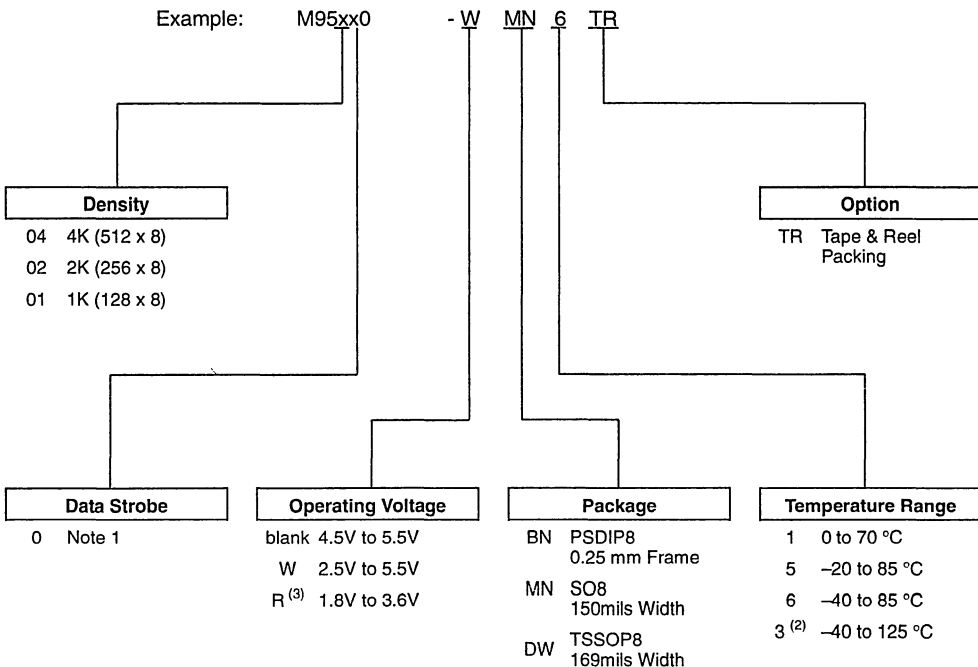 Example: M95xx0 - W MN 6 TR
Density
04 4K (512 x 8)
02 2K (256 x 8)
01 1K (128 x 8)
Option
TR Tape & Reel
Packing
Data Strobe
0 Note 1
Operating Voltage
blank 4.5V to 5.5V
W 2.5V to 5.5V
R (3) 1.8V to 3.6V
Package
BN PSDIP8
0.25 mm Frame
MN SO8
150mils Width
DW TSSOP8
169mils Width
Temperature Range
1 0 to 70 °C
5 –20 to 85 °C
6 –40 to 85 °C
3 (2) –40 to 125 °C